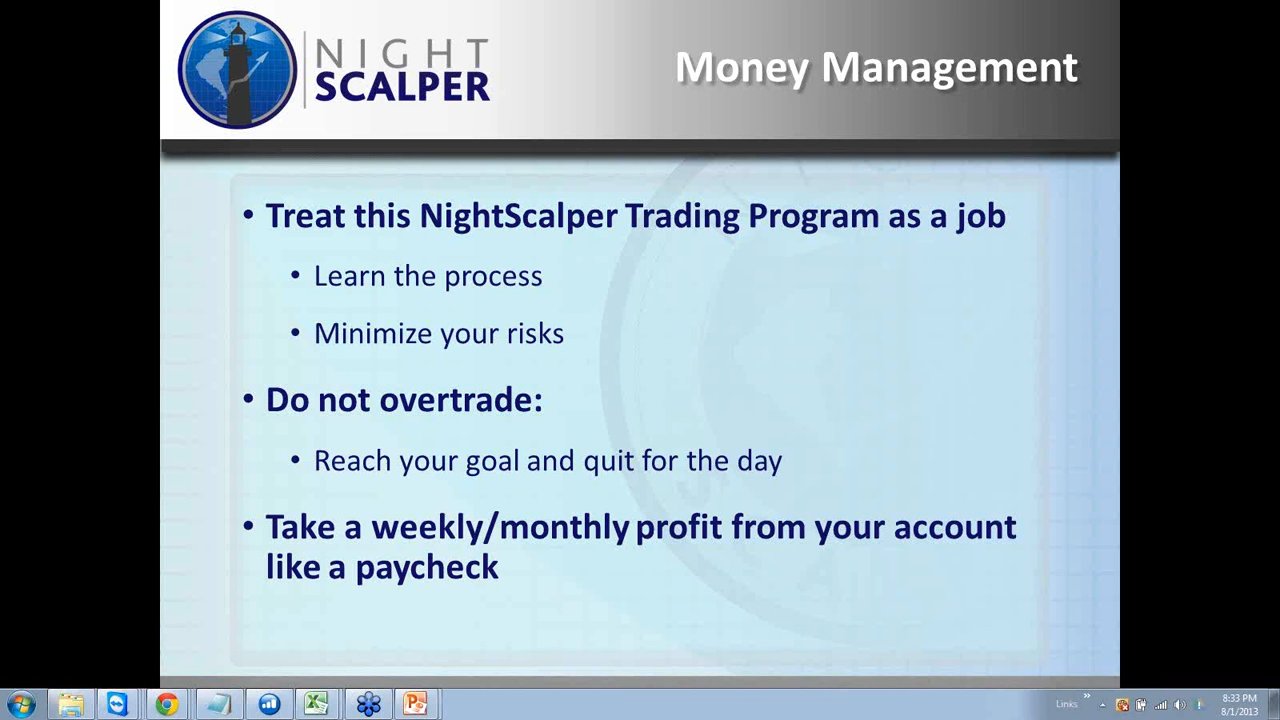 NIGHT
SCALPER
Money Management
• Treat this NightScalper Trading Program as a job
• Learn the process
• Minimize your risks
• Do not overtrade:
• Reach your goal and quit for the day
• Take a weekly/monthly profit from your account
like a paycheck
Links
8:33 PM
8/1/2013